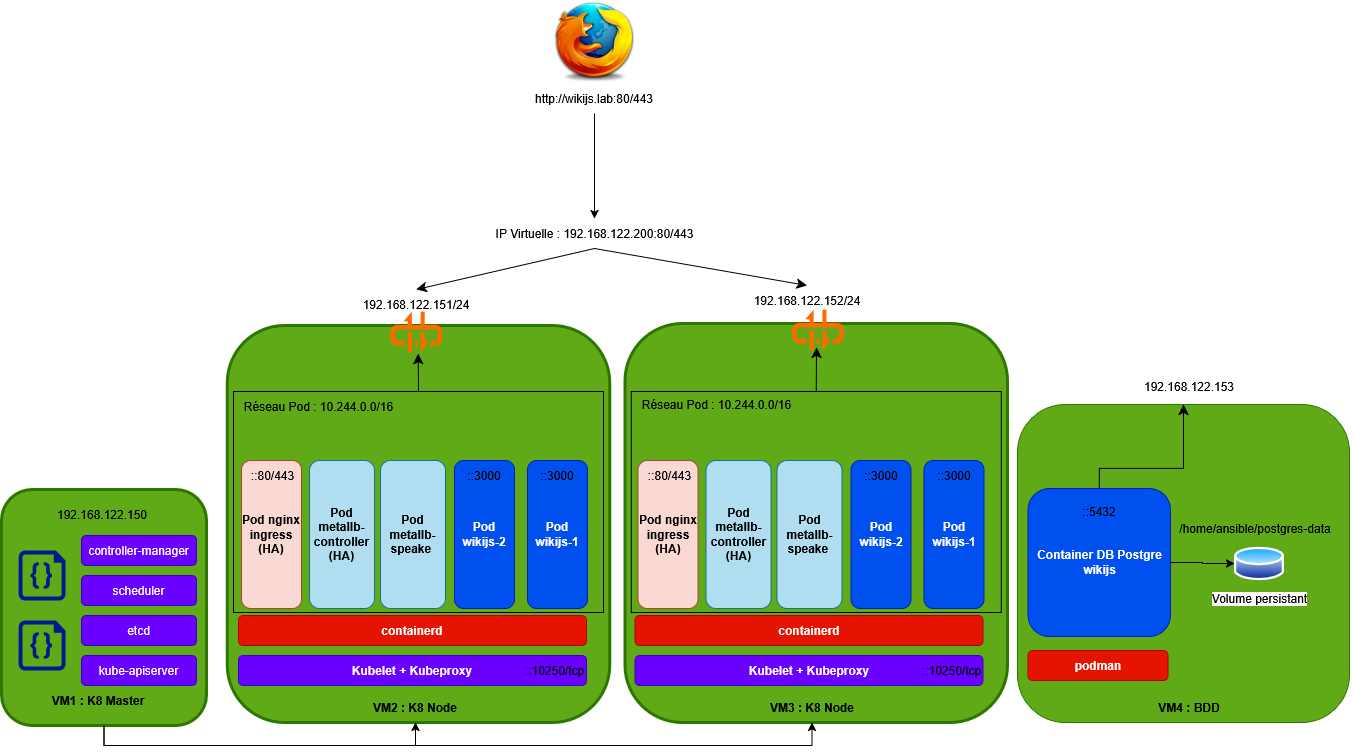 http://wikijs.lab:80/443
IP Virtuelle : 192.168.122.200:80/443
192.168.122.151/24
192.168.122.152/24
Réseau Pod : 10.244.0.0/16
::80/443
Pod nginx
ingress
(HA)
Pod
metallb-
controller
(HA)
Pod
metallb-
speake
::3000
Pod
wikijs-2
::3000
Pod
wikijs-1
containerd
Kubelet + Kubeproxy
::10250/tcp
VM2 : K8 Node
Réseau Pod : 10.244.0.0/16
::80/443
Pod nginx
ingress
(HA)
Pod
metallb-
controller
(HA)
Pod
metallb-
speake
::3000
Pod
wikijs-2
::3000
Pod
wikijs-1
containerd
Kubelet + Kubeproxy
::10250/tcp
VM3 : K8 Node
192.168.122.150
controller-manager
scheduler
etcd
kube-apiserver
{}
{}
VM1 : K8 Master
192.168.122.153
::5432
Container DB Postgre
wikijs
/home/ansible/postgres-data
Volume persistant
podman
VM4 : BDD